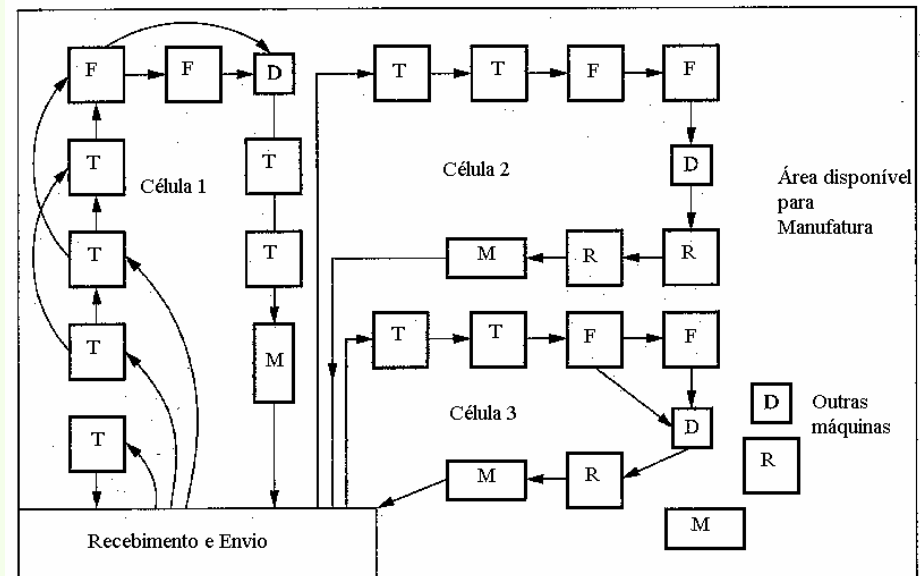 F
F
D
T
T
T
T
T
T
M
Célula 1
T
T
F
F
D
R
R
M
Célula 2
T
T
F
F
D
R
M
Célula 3
Área disponível
para
Manufatura
D
Outras
máquinas
R
M
Recebimento e Envio